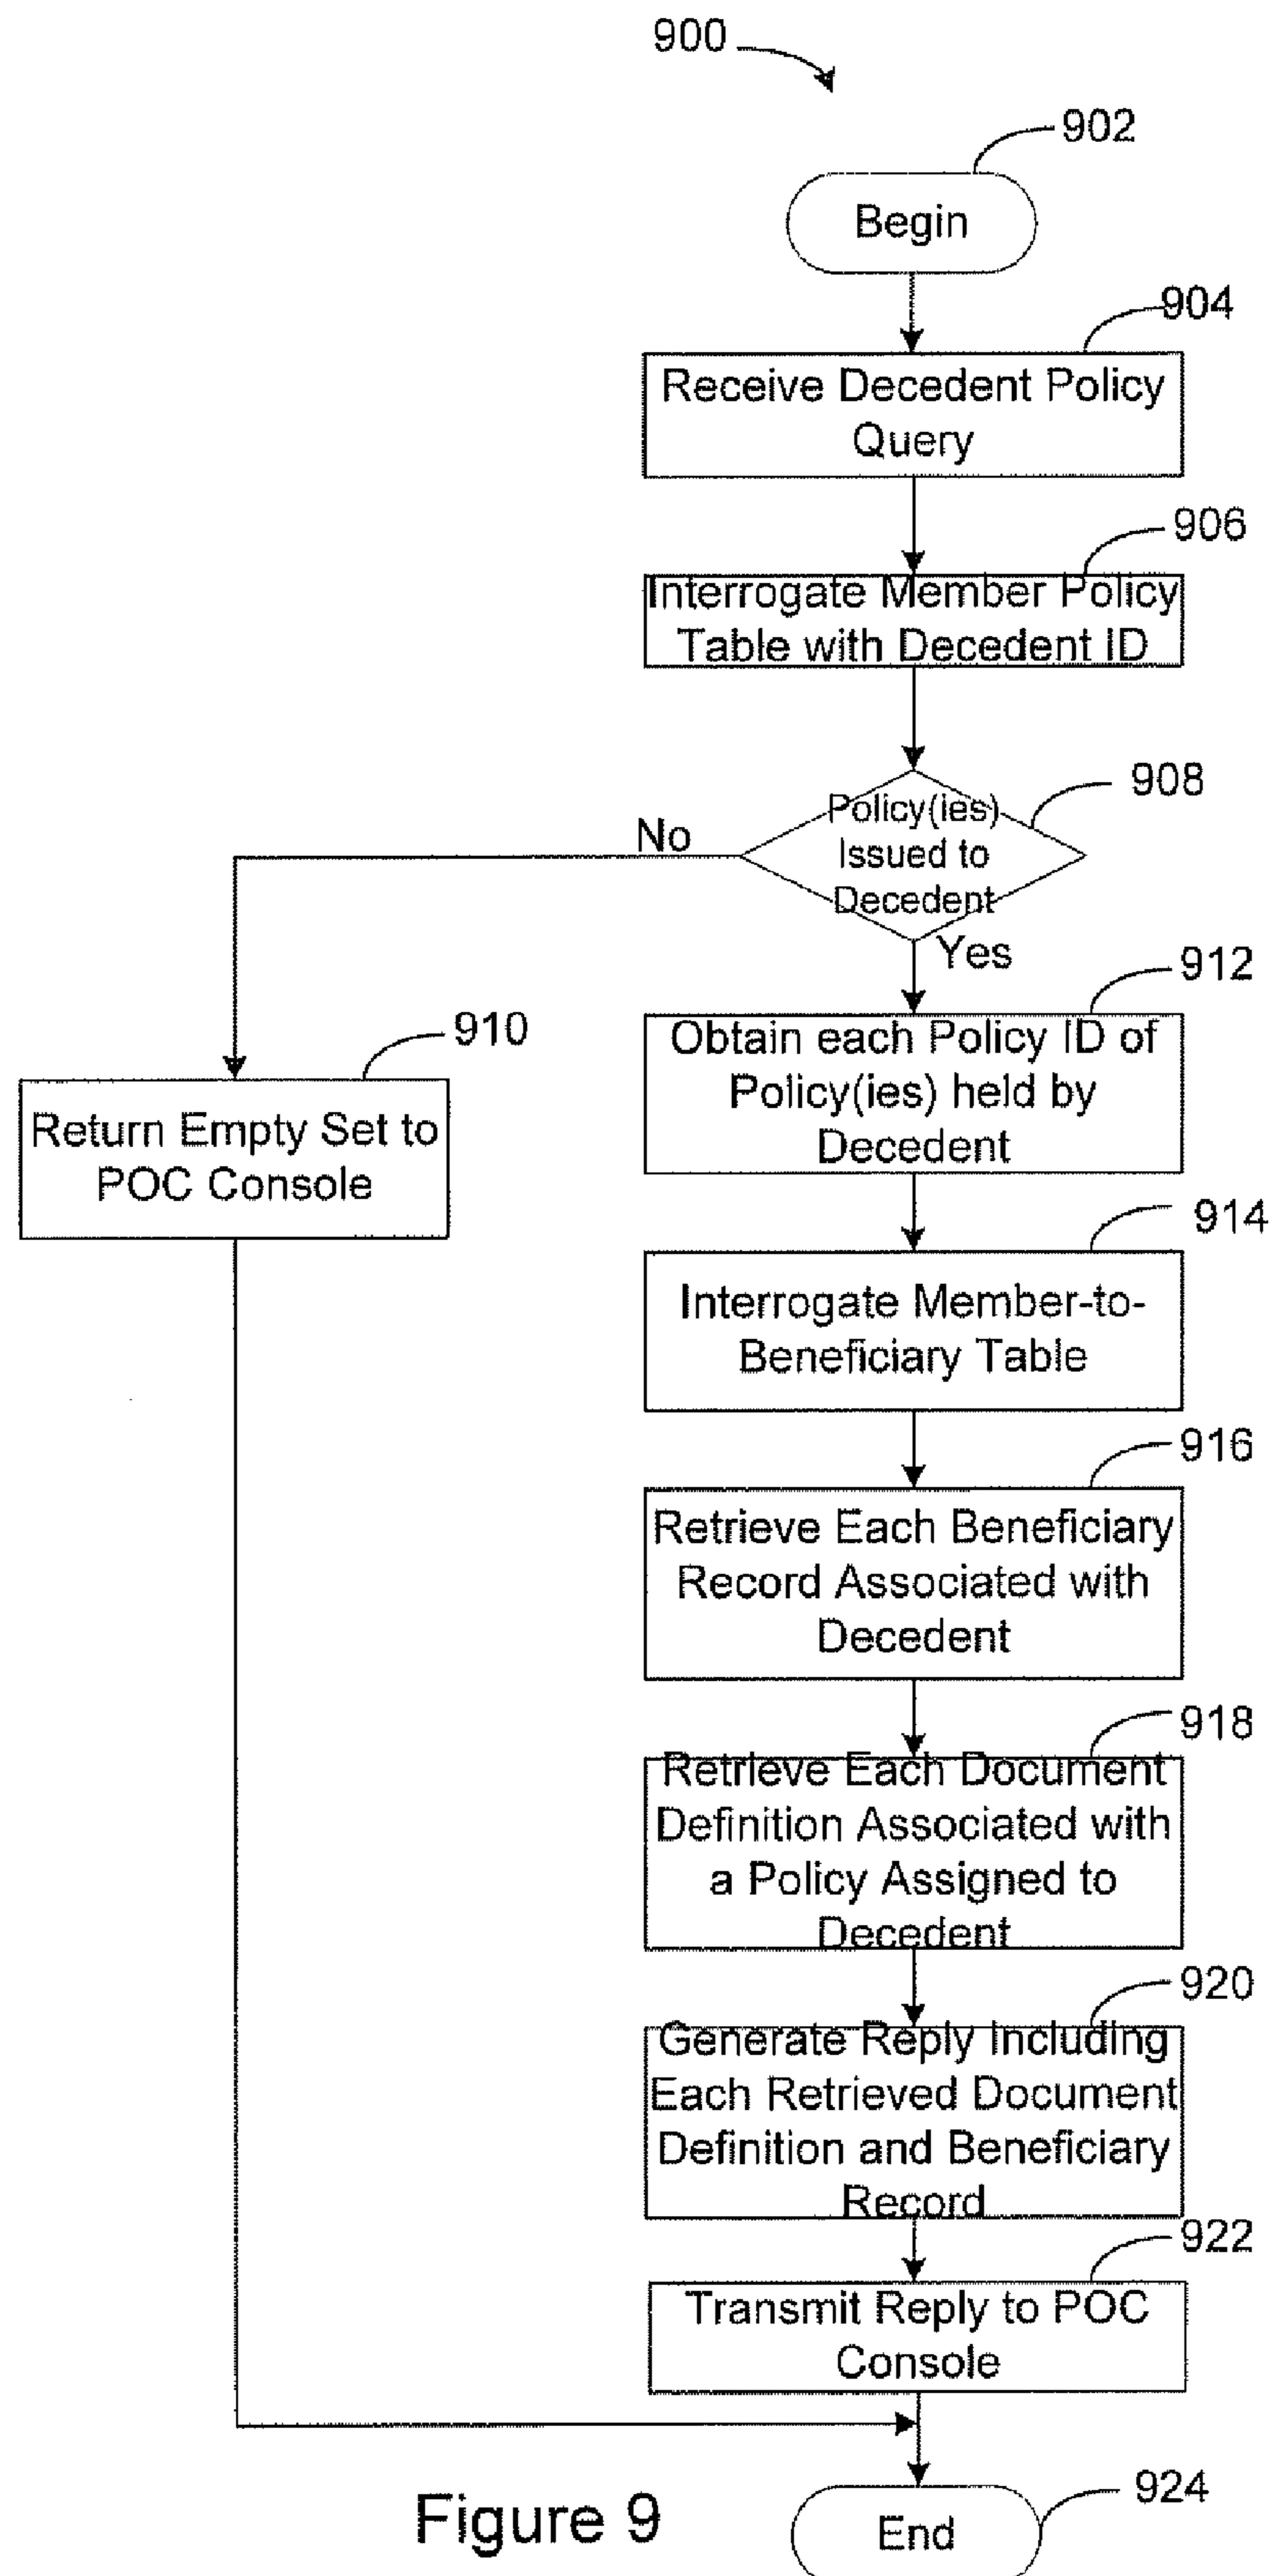 900
902
Begin
904
Receive Decedent Policy
Query
906
Interrogate Member Policy
Table with Decedent ID
908
Policy(ies)
Issued to
Decedent
No
Yes
912
Obtain each Policy ID of
Policy(ies) held by
Decedent
910
Return Empty Set to
POC Console
914
Interrogate Member-to-
Beneficiary Table
916
Retrieve Each Beneficiary
Record Associated with
Decedent
918
Retrieve Each Document
Definition Associated with
a Policy Assigned to
Decedent
920
Generate Reply Including
Each Retrieved Document
Definition and Beneficiary
Record
922
Transmit Reply to POC
Console
924
End
Figure 9